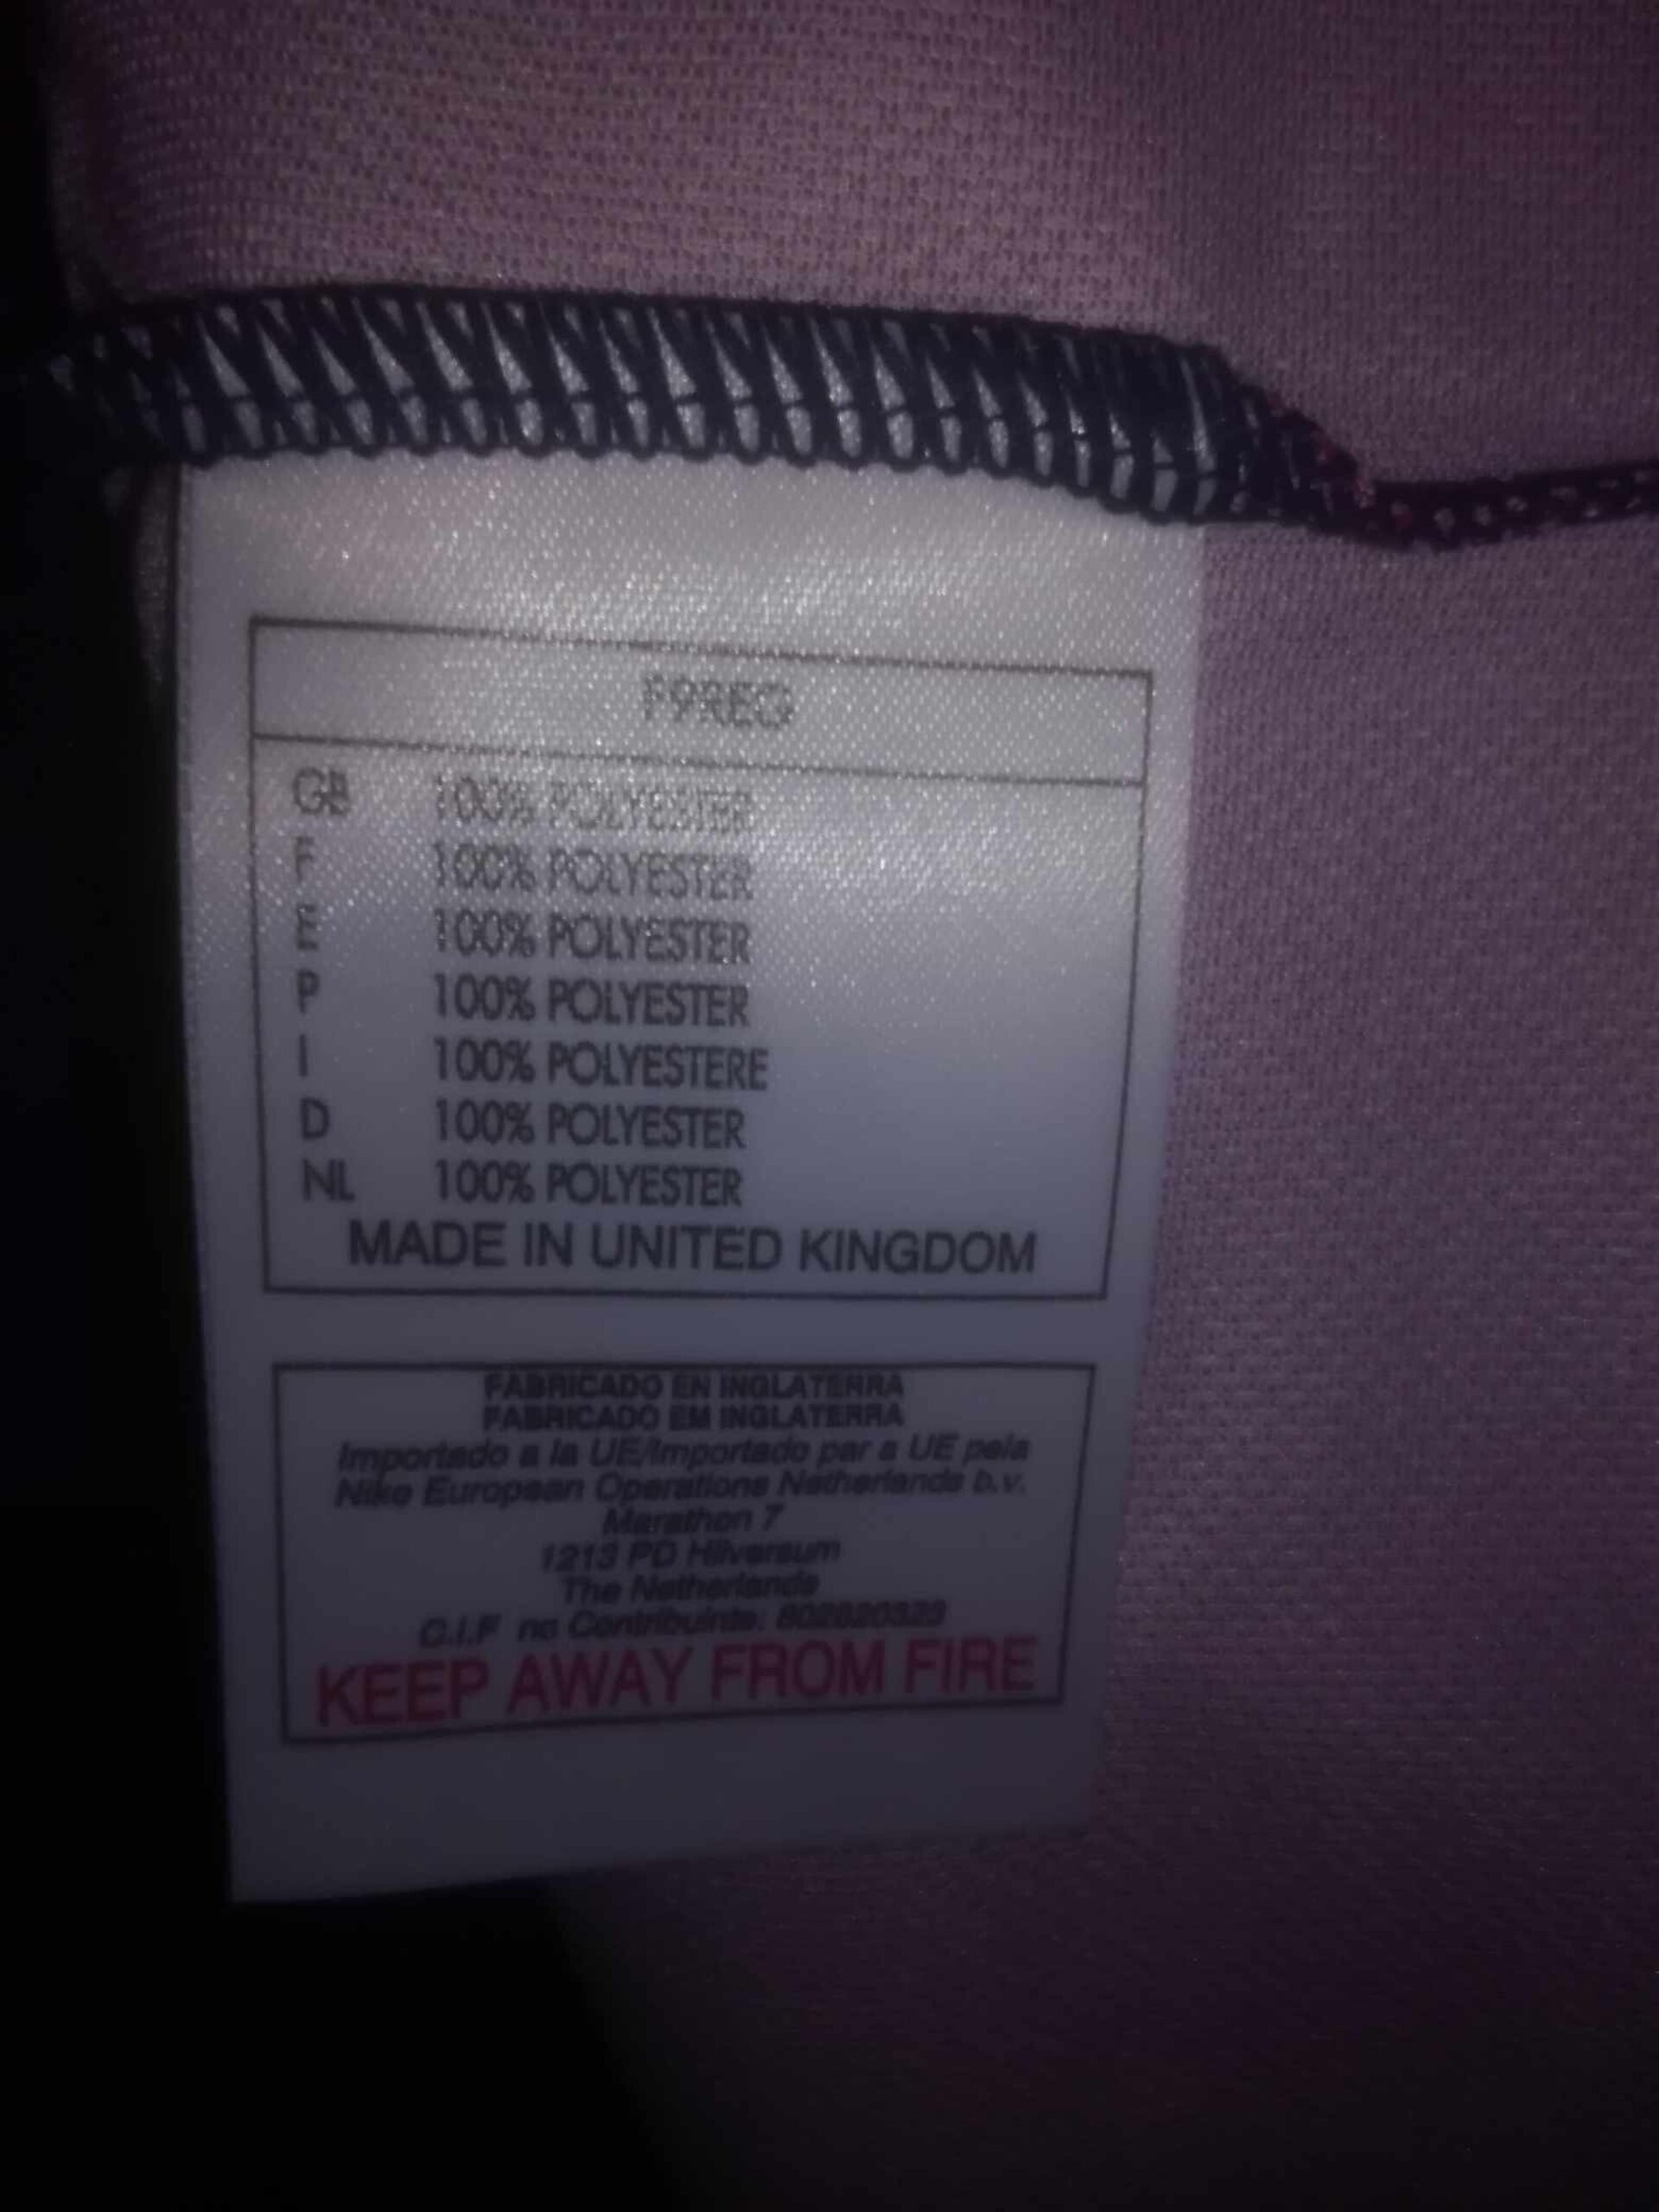 F9REG
GB 100% POLYESTER
F 100% POLYESTER
E 100% POLYESTER
P 100% POLYESTER
I 100% POLYESTERE
D 100% POLYESTER
NL 100% POLYESTER
MADE IN UNITED KINGDOM
FABRICADO EN INGLATERRA
FABRICADO EM INGLATERRA
Importado a la UE/Importado par a UE pela
Nike European Operations Netherlands b.v.
Marathon 7
1213 PD Hilversum
The Netherlands
C.I.F no Contribuinte:
KEEP AWAY FROM FIRE